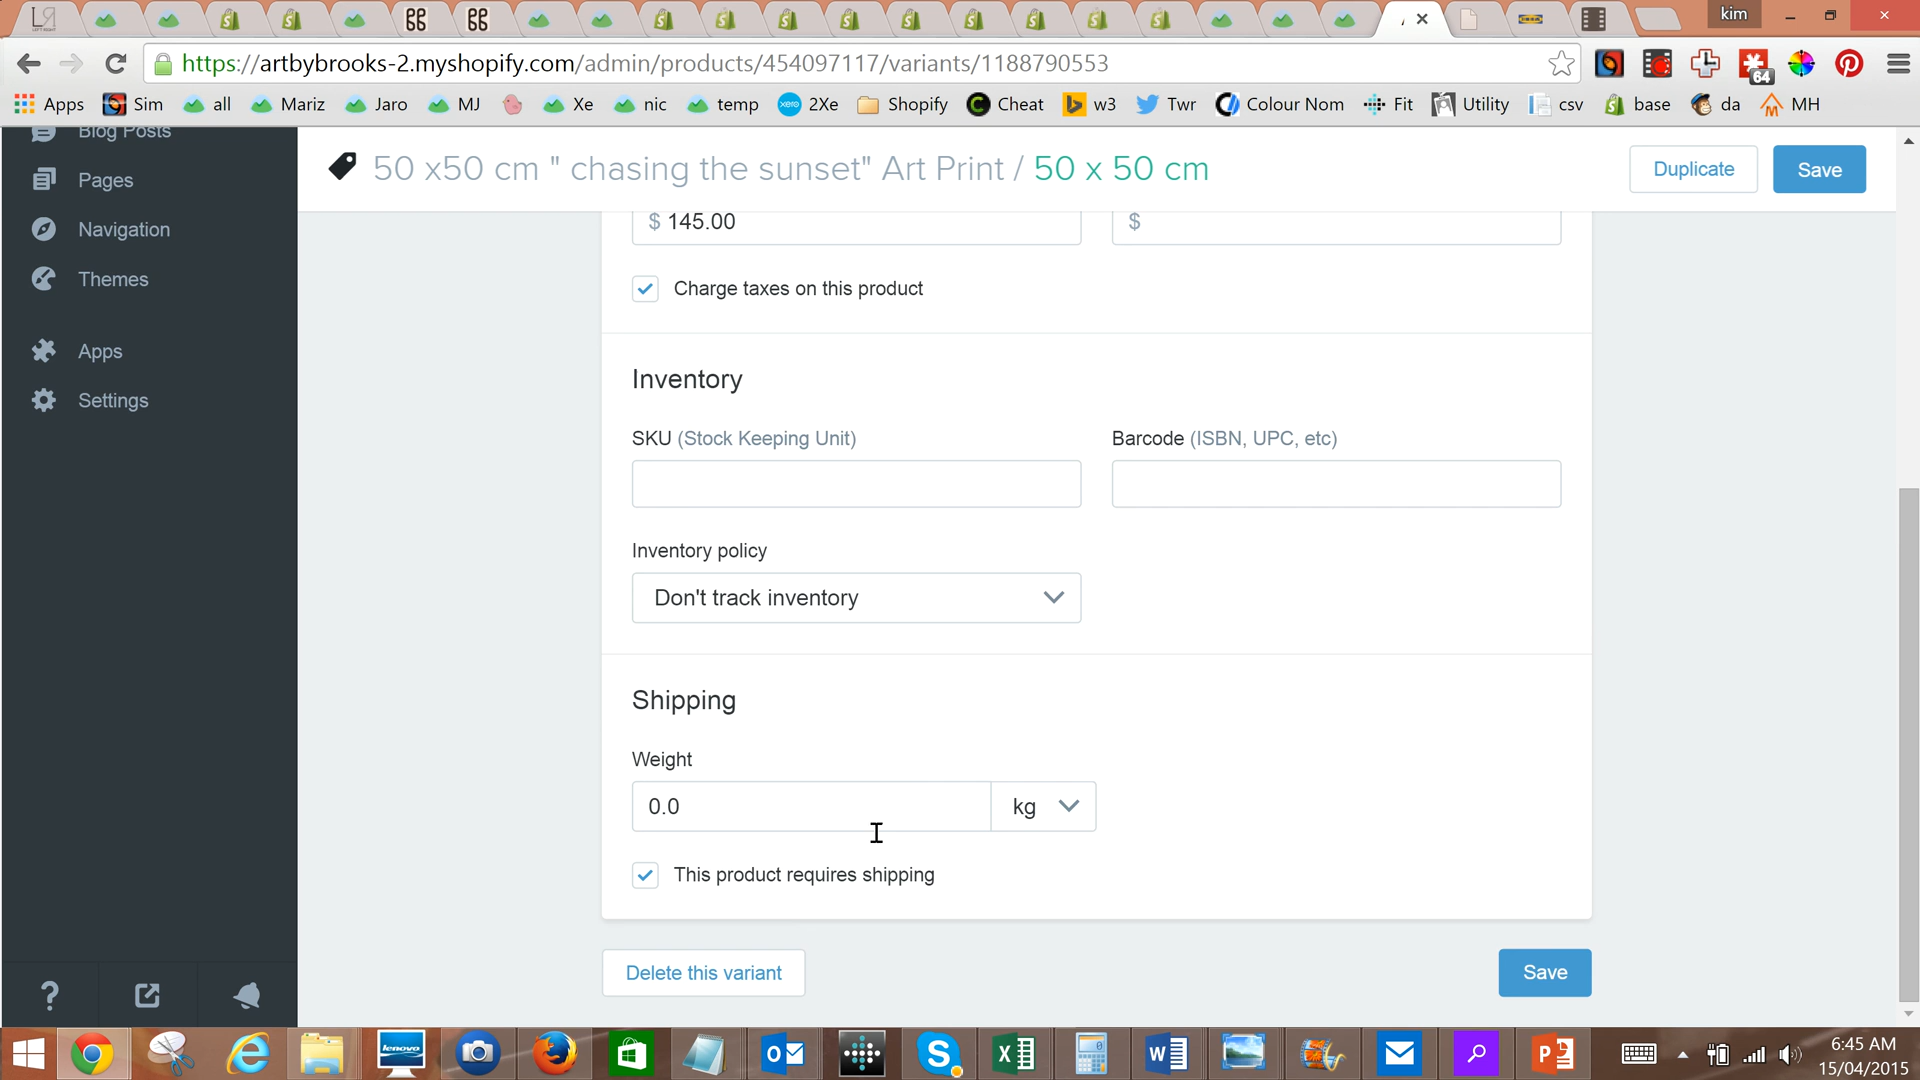 kim
https://artbybrooks-2.myshopify.com/admin/products/454097117/variants/1188790553
64
Apps Sim all Mariz Jaro MJ Xe nic temp 2Xe Shopify Cheat w3 Twr Colour Nom Fit Utility csv base da MH
Blog Posts
Pages
Navigation
Themes
Apps
Settings
50 x50 cm " chasing the sunset" Art Print / 50 x 50 cm
Duplicate
Save
$ 145.00
$
Charge taxes on this product
Inventory
SKU (Stock Keeping Unit)
Barcode (ISBN, UPC, etc)
Inventory policy
Don't track inventory
Shipping
Weight
0.0
kg
This product requires shipping
Delete this variant
Save
6:45 AM
15/04/2015